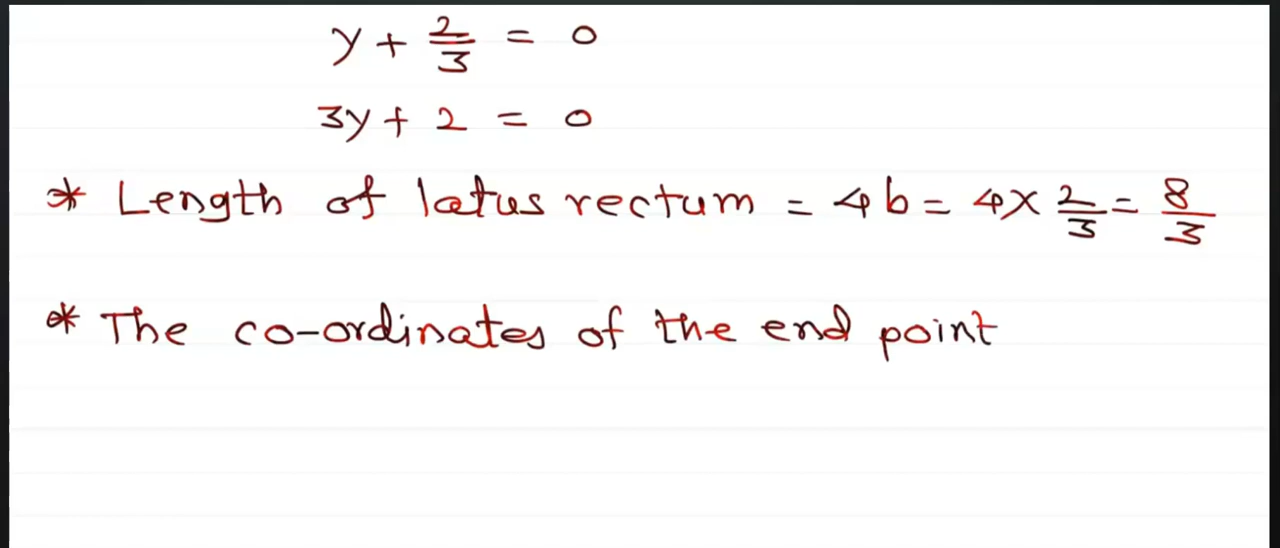 y + 2/3 = 0
3y + 2 = 0
* Length of latus rectum = 4b = 4 x 2/3 = 8/3
* The co-ordinates of the end point